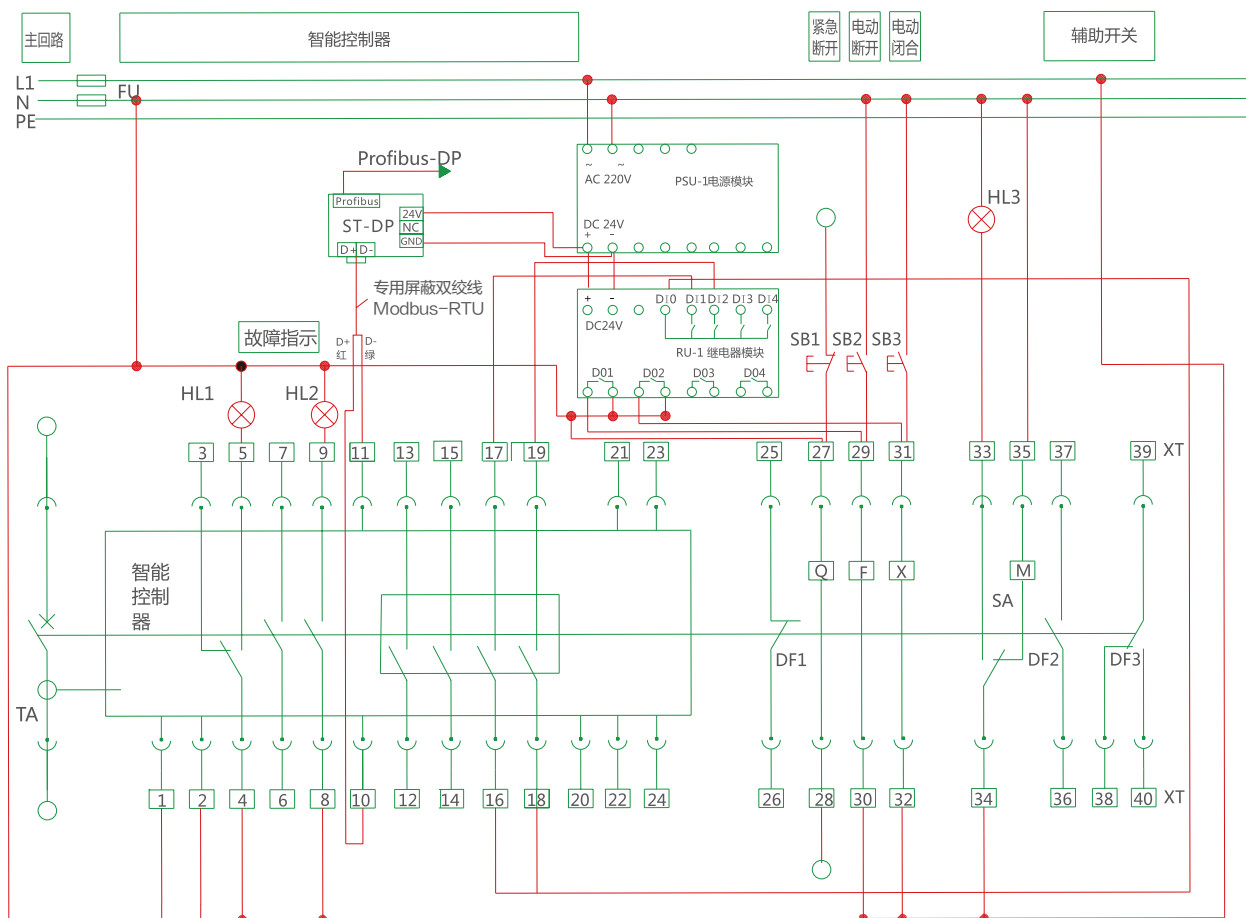 主回路
智能控制器
紧急
断开
电动
断开
电动
闭合
辅助开关
L1
FU
N
PE
Profibus-DP
Profibus
ST-DP
24V
NC
GND
D+
D-
~
~
AC 220V
PSU-1电源模块
DC 24V
+
-
专用屏蔽双绞线
Modbus-RTU
+
-
DI0
DI1
DI2
DI3
DI4
DC24V
RU-1 继电器模块
D01
D02
D03
D04
HL3
SB1
SB2
SB3
故障指示
D+
红
D-
绿
HL1
HL2
3
5
7
9
11
13
15
17
19
21
23
25
27
29
31
33
35
37
39
XT
智能
控制
器
Q
F
X
M
SA
DF1
DF2
DF3
TA
1
2
4
6
8
10
12
14
16
18
20
22
24
26
28
30
32
34
36
38
40
XT